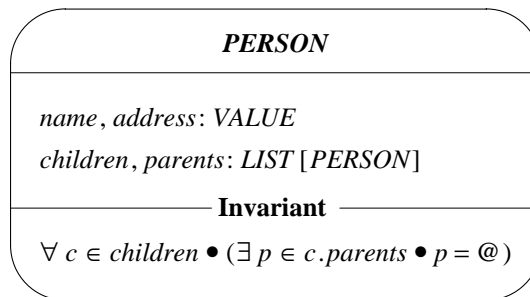 PERSON
name, address: VALUE
children, parents: LIST [PERSON]
Invariant
∀ c ∈ children • (∃ p ∈ c.parents • p = @)